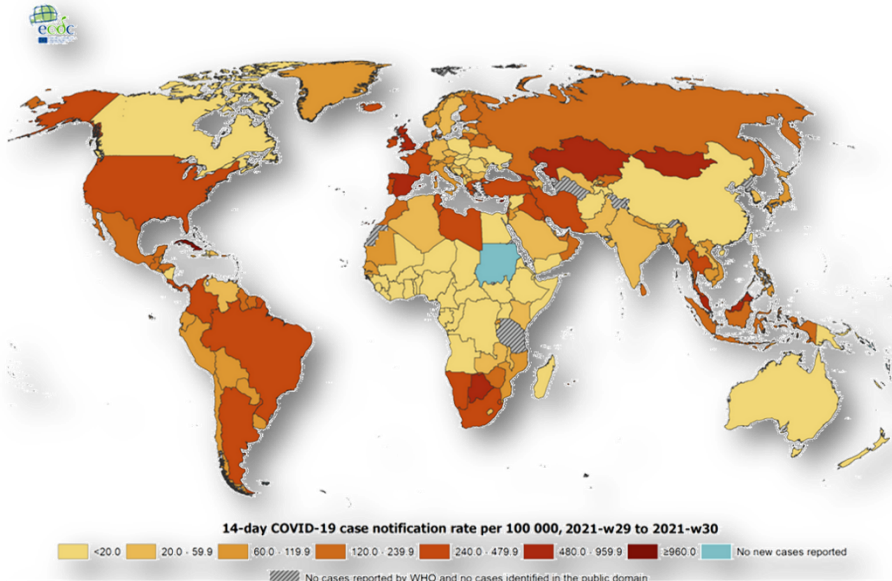 ecdc
14-day COVID-19 case notification rate per 100 000, 2021-w29 to 2021-w30
<20.0 20.0 - 59.9 60.0 - 119.9 120.0 - 239.9 240.0 - 479.9 480.0 - 959.9 ≥960.0 No new cases reported
No cases reported by WHO and no cases identified in the public domain